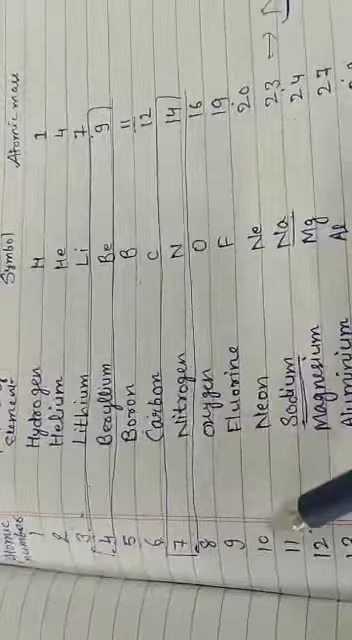 Atomic number Element Symbol Atomic mass
1 Hydrogen H 1
2 Helium He 4
3 Lithium Li 7
4 Beryllium Be 9
5 Boron B 11
6 Carbon C 12
7 Nitrogen N 14
8 Oxygen O 16
9 Fluorine F 19
10 Neon Ne 20
11 Sodium Na 23 →
12 Magnesium Mg 24
Aluminium Al 27